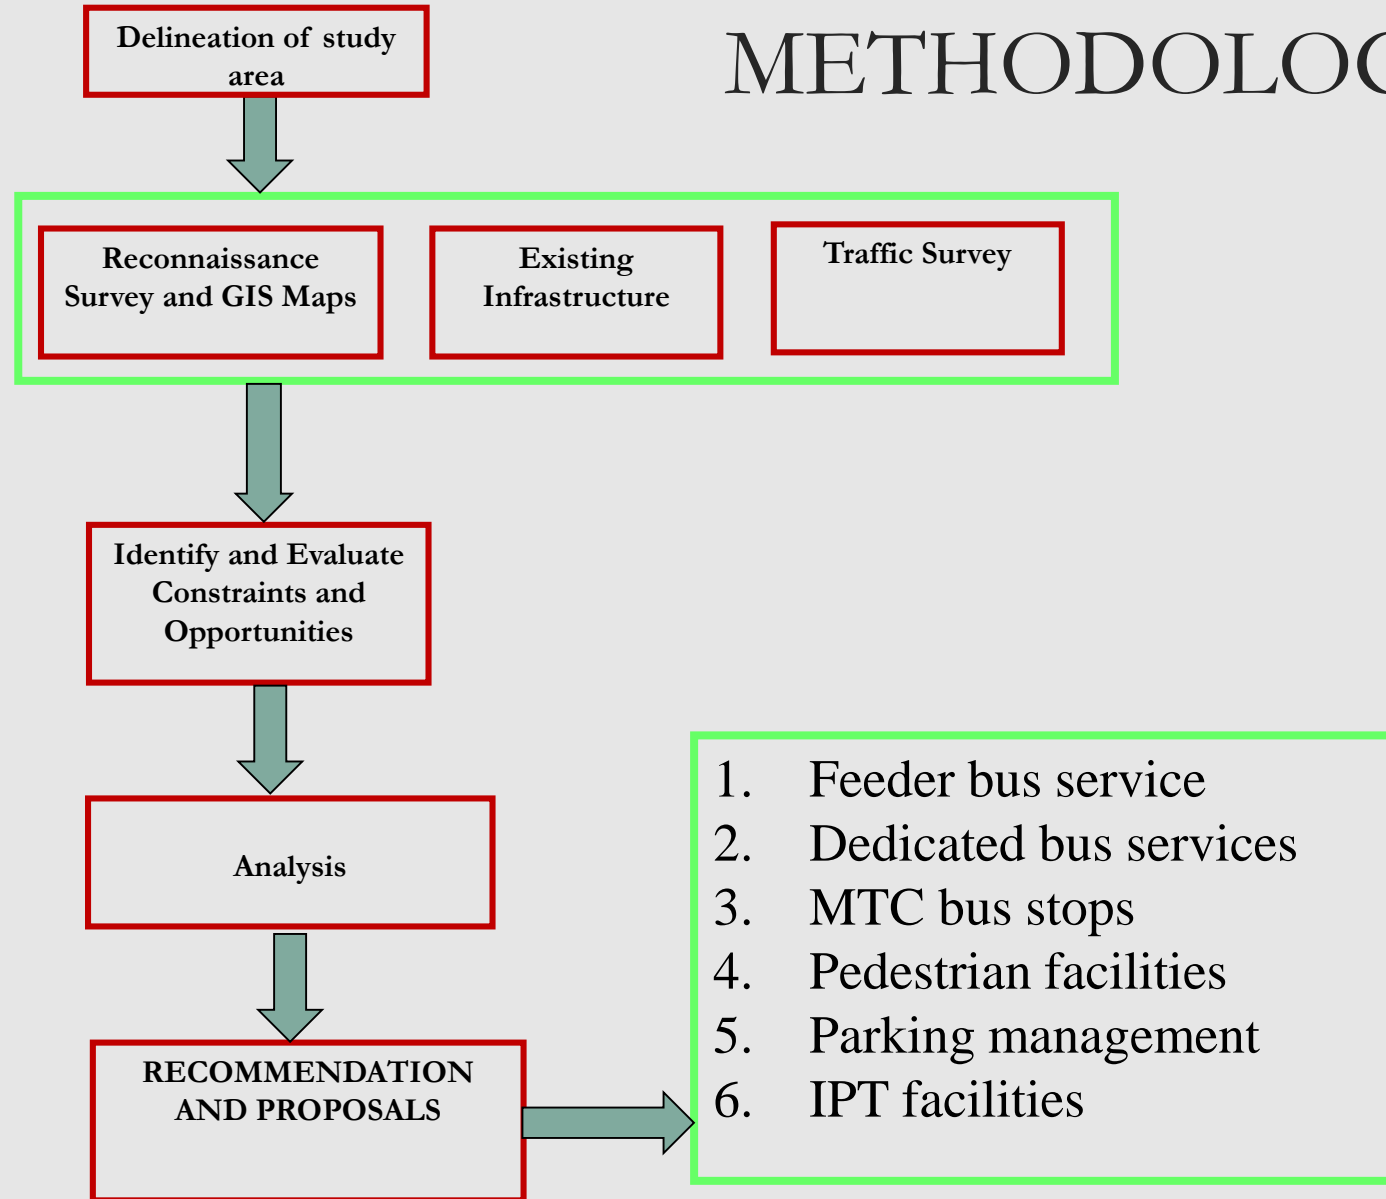 METHODOLOG
Delineation of study
area
Reconnaissance
Survey and GIS Maps
Existing
Infrastructure
Traffic Survey
Identify and Evaluate
Constraints and
Opportunities
Analysis
RECOMMENDATION
AND PROPOSALS
1. Feeder bus service
2. Dedicated bus services
3. MTC bus stops
4. Pedestrian facilities
5. Parking management
6. IPT facilities